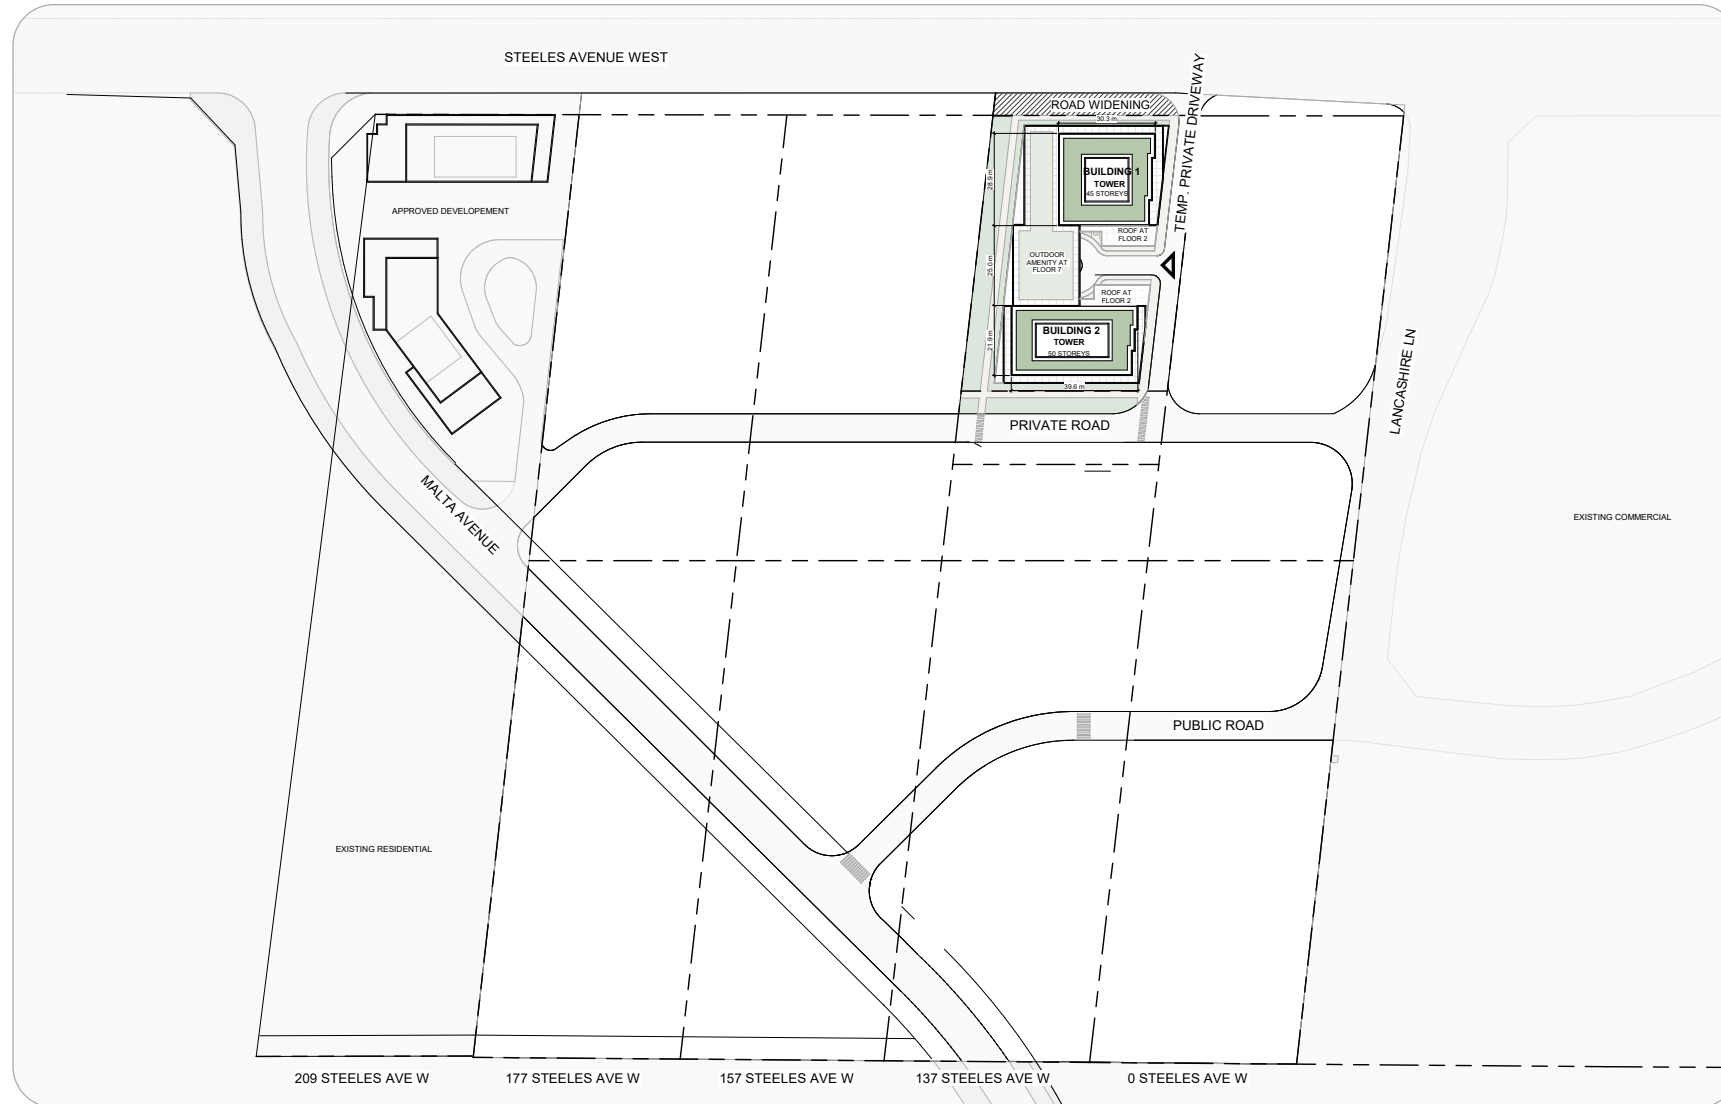 STEELES AVENUE WEST
TEMP. PRIVATE DRIVEWAY
ROAD WIDENING
30.3 m
28.9 m
BUILDING 1
TOWER
45 STOREYS
APPROVED DEVELOPEMENT
ROOF AT
FLOOR 2
OUTDOOR
AMENITY AT
FLOOR 7
25.0 m
ROOF AT
FLOOR 2
BUILDING 2
TOWER
50 STOREYS
21.9 m
39.6 m
LANCASHIRE LN
PRIVATE ROAD
MALTA AVENUE
EXISTING COMMERCIAL
PUBLIC ROAD
EXISTING RESIDENTIAL
209 STEELES AVE W
177 STEELES AVE W
157 STEELES AVE W
137 STEELES AVE W
0 STEELES AVE W